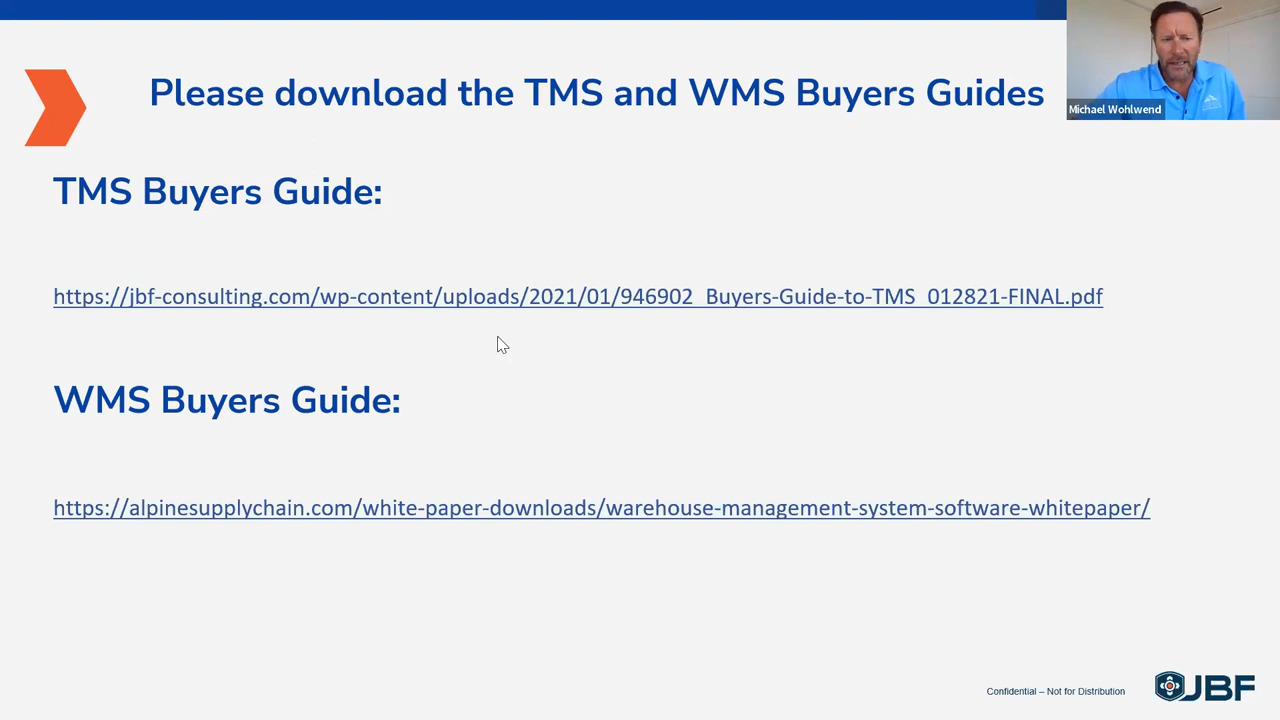 Please download the TMS and WMS Buyers Guides
Michael Wohlwend
TMS Buyers Guide:
https://jbf-consulting.com/wp-content/uploads/2021/01/946902_Buyers-Guide-to-TMS_012821-FINAL.pdf
WMS Buyers Guide:
https://alpinesupplychain.com/white-paper-downloads/warehouse-management-system-software-whitepaper/
Confidential – Not for Distribution
JBF